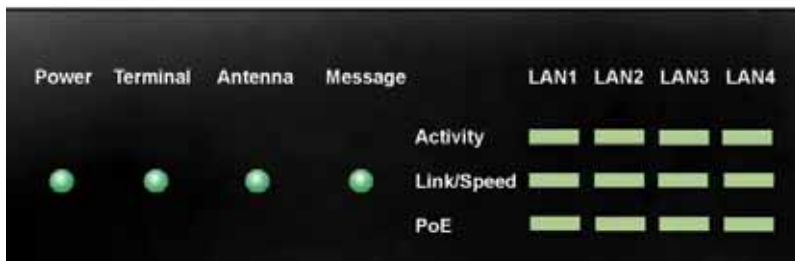 Power Terminal Antenna Message LAN1 LAN2 LAN3 LAN4
Activity
Link/Speed
PoE